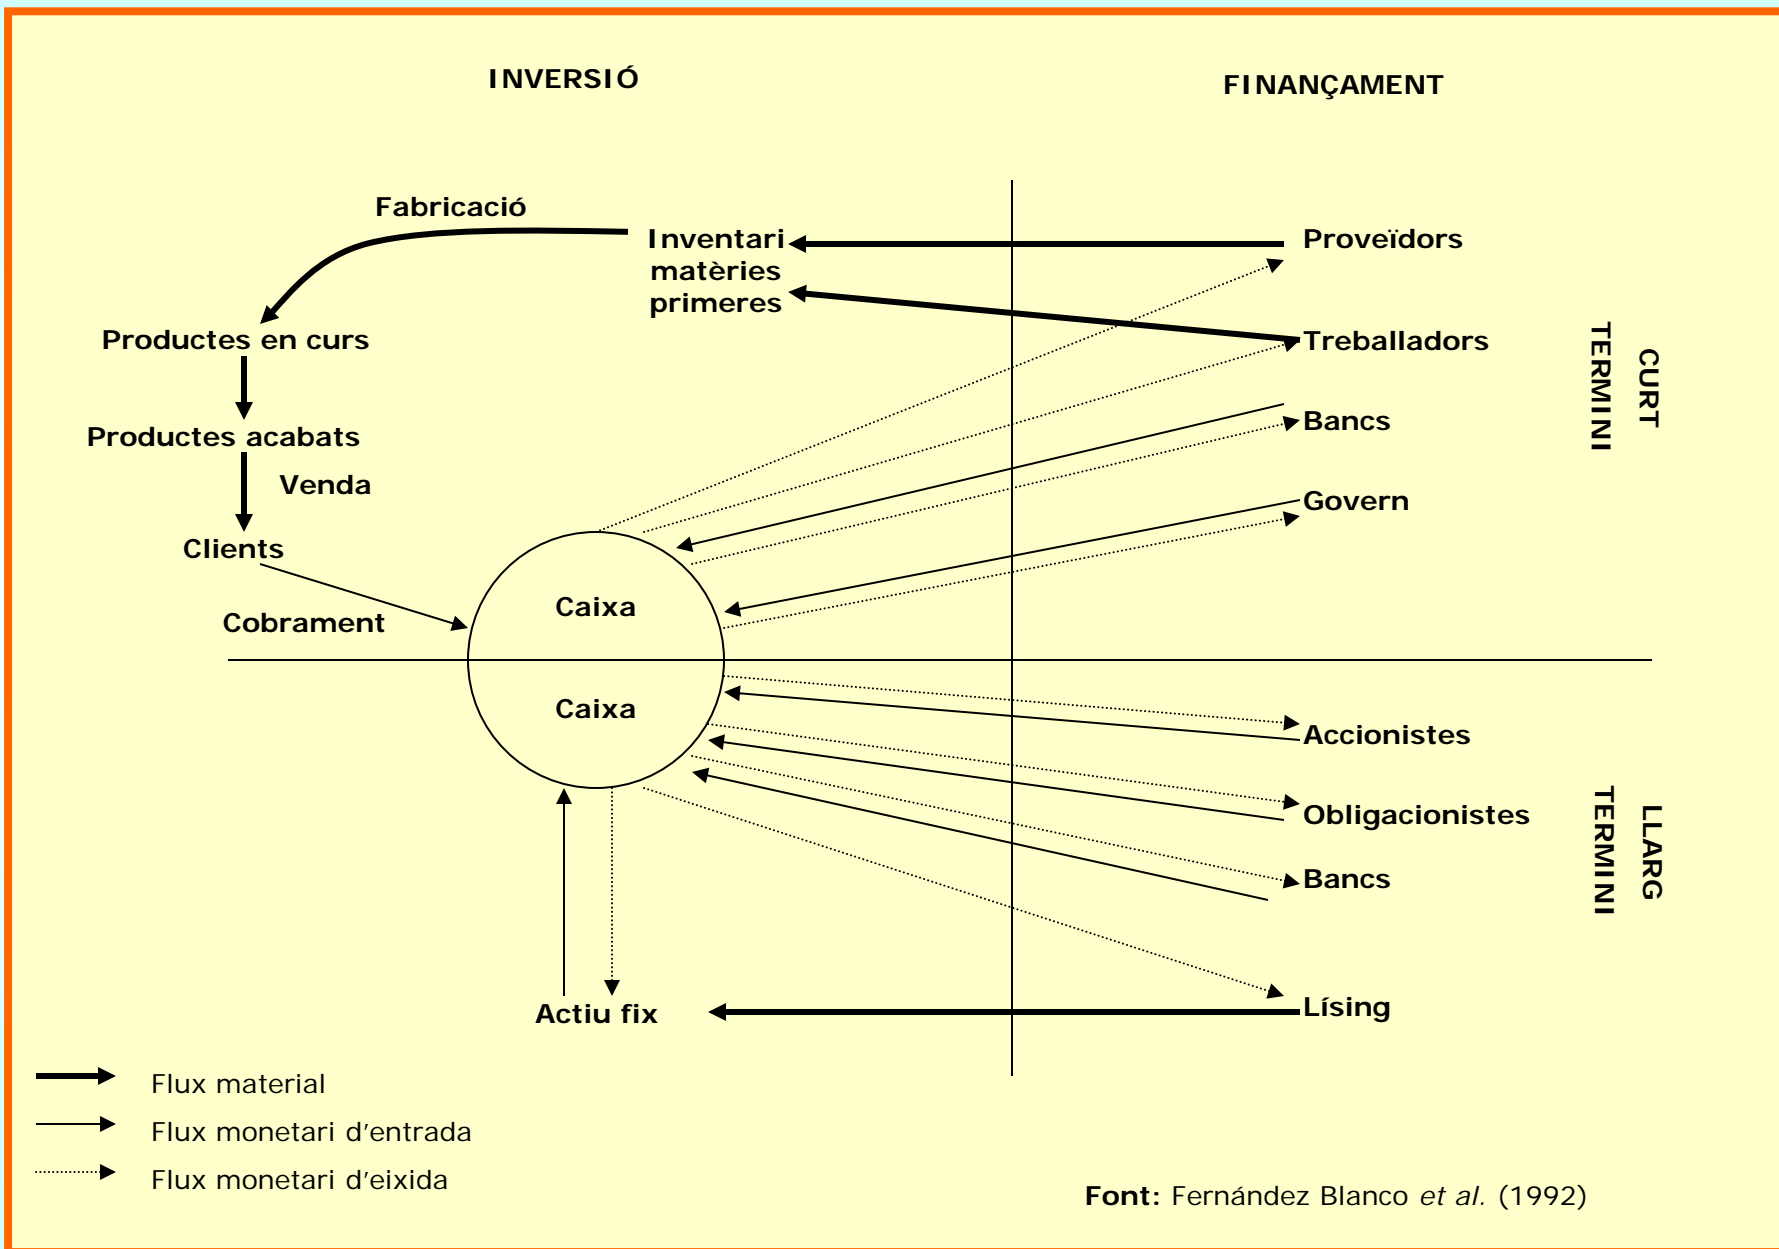 INVERSIÓ
FINANÇAMENT
Fabricació
Inventari
matèries
primeres
Proveïdors
Productes en curs
Treballadors
CURT
TERMINI
Productes acabats
Bancs
Venda
Govern
Clients
Caixa
Cobrament
Caixa
Accionistes
Obligacionistes
LLARG
TERMINI
Bancs
Actiu fix
Lísing
Flux material
Flux monetari d’entrada
Flux monetari d’eixida
Font: Fernández Blanco et al. (1992)